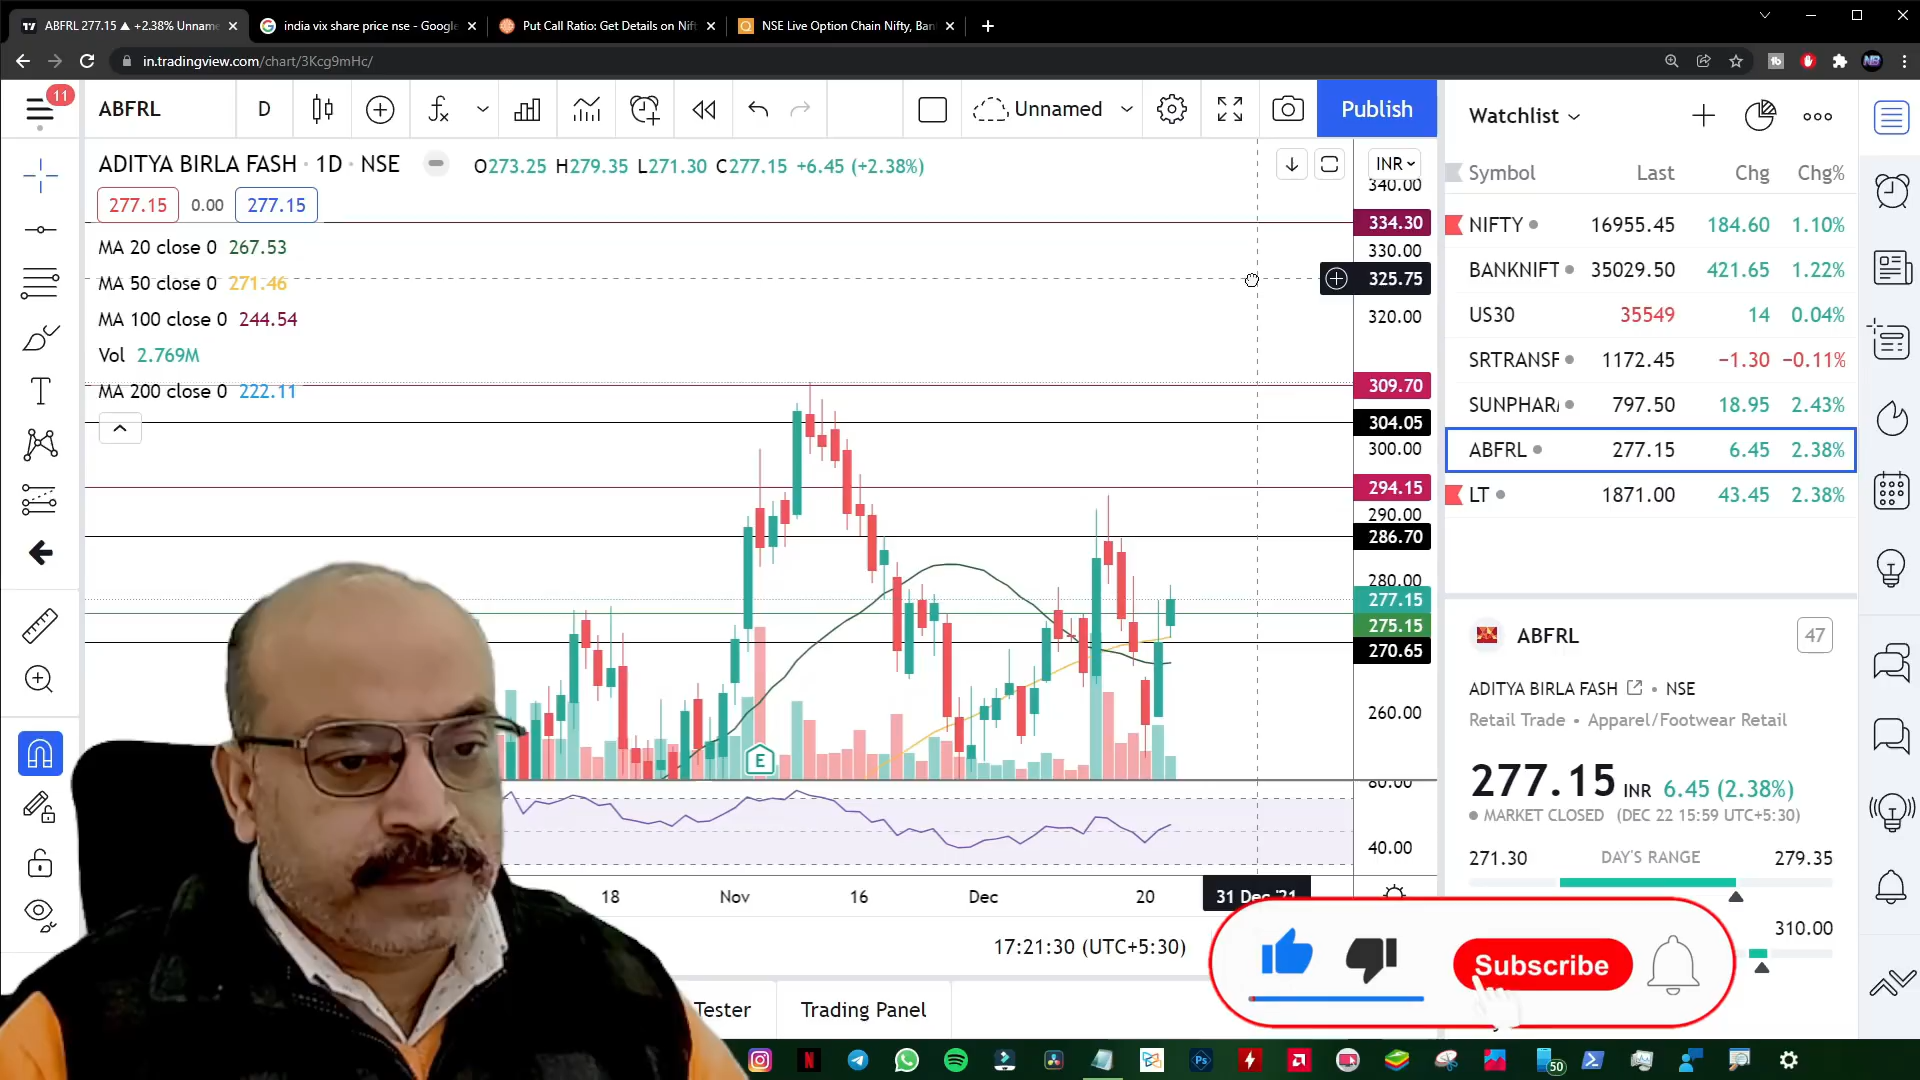 ABFRL 277.15 ▲ +2.38% Unname
india vix share price nse - Google
Put Call Ratio: Get Details on Nift
NSE Live Option Chain Nifty, Ban
in.tradingview.com/chart/3Kcg9mHc/
11
ABFRL
D
Unnamed
Publish
ADITYA BIRLA FASH · 1D · NSE
O273.25 H279.35 L271.30 C277.15 +6.45 (+2.38%)
INR
277.15 0.00 277.15
MA 20 close 0 267.53
MA 50 close 0 271.46
MA 100 close 0 244.54
Vol 2.769M
MA 200 close 0 222.11
340.00
334.30
330.00
325.75
320.00
309.70
304.05
300.00
294.15
290.00
286.70
280.00
277.15
275.15
270.65
260.00
40.00
E
18 Nov 16 Dec 20 31 Dec '21
17:21:30 (UTC+5:30)
Tester
Trading Panel
Watchlist
Symbol Last Chg Chg%
NIFTY 16955.45 184.60 1.10%
BANKNIFT 35029.50 421.65 1.22%
US30 35549 14 0.04%
SRTRANSF 1172.45 −1.30 −0.11%
SUNPHAR 797.50 18.95 2.43%
ABFRL 277.15 6.45 2.38%
LT 1871.00 43.45 2.38%
ABFRL
47
ADITYA BIRLA FASH • NSE
Retail Trade • Apparel/Footwear Retail
277.15 INR 6.45 (2.38%)
MARKET CLOSED (DEC 22 15:59 UTC+5:30)
271.30 DAY'S RANGE 279.35
310.00
Subscribe
50